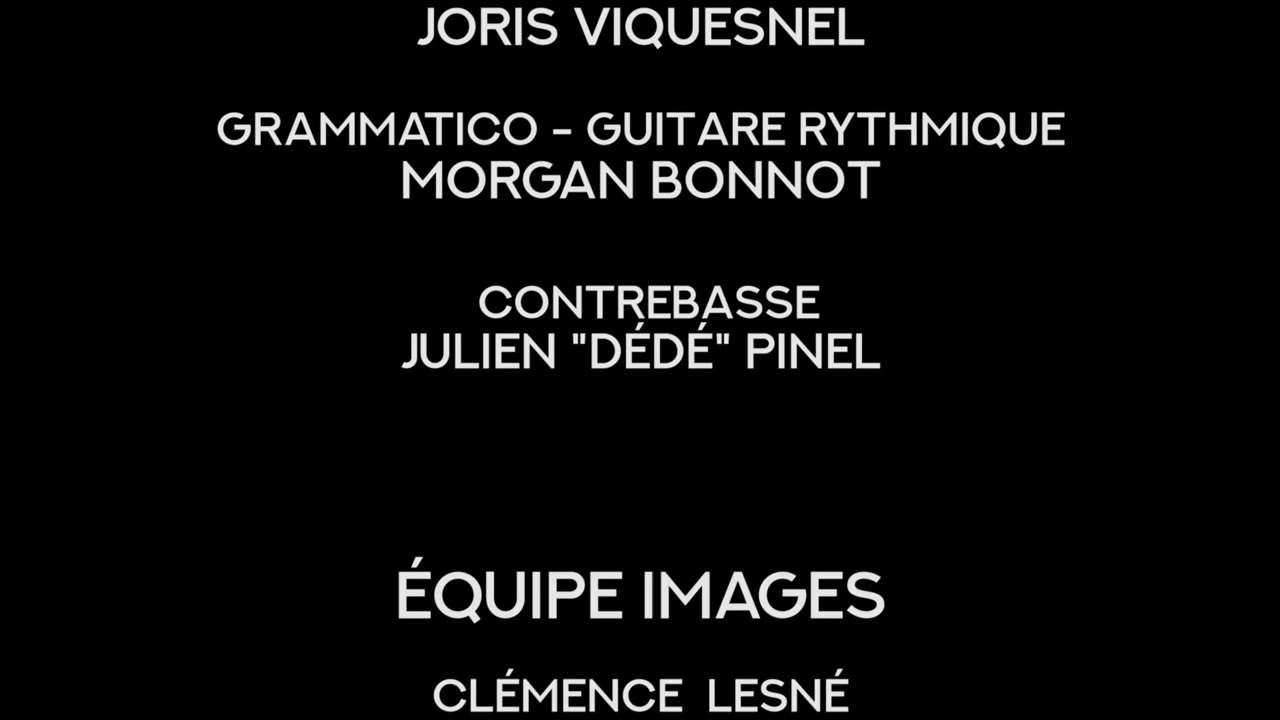 JORIS VIQUESNEL
GRAMMATICO - GUITARE RYTHMIQUE
MORGAN BONNOT
CONTREBASSE
JULIEN "DÉDÉ" PINEL
ÉQUIPE IMAGES
CLÉMENCE LESNÉ